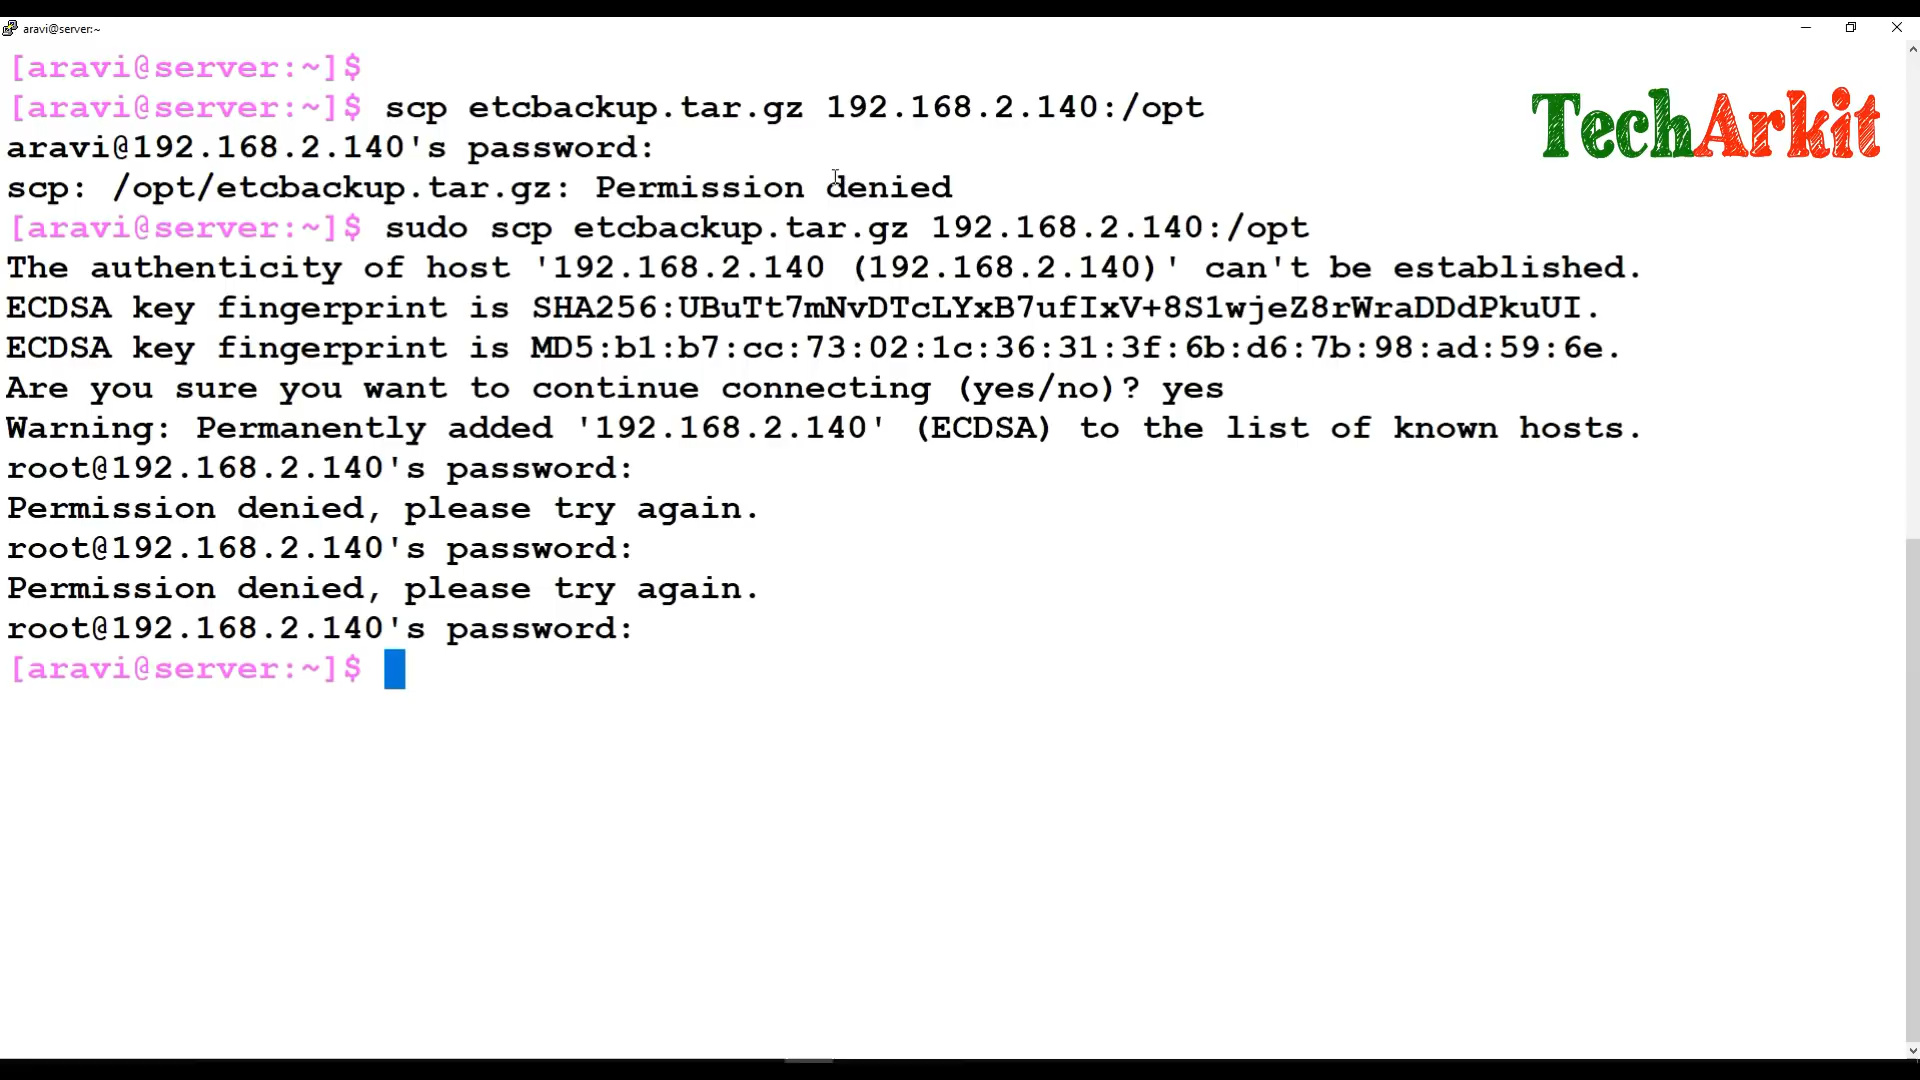 aravi@server:~
[aravi@server:~]$
[aravi@server:~]$ scp etcbackup.tar.gz 192.168.2.140:/opt
TechArkit
aravi@192.168.2.140's password:
scp: /opt/etcbackup.tar.gz: Permission denied
[aravi@server:~]$ sudo scp etcbackup.tar.gz 192.168.2.140:/opt
The authenticity of host '192.168.2.140 (192.168.2.140)' can't be established.
ECDSA key fingerprint is SHA256:UBuTt7mNvDTcLYxB7ufIxV+8S1wjeZ8rWraDDdPkuUI.
ECDSA key fingerprint is MD5:b1:b7:cc:73:02:1c:36:31:3f:6b:d6:7b:98:ad:59:6e.
Are you sure you want to continue connecting (yes/no)? yes
Warning: Permanently added '192.168.2.140' (ECDSA) to the list of known hosts.
root@192.168.2.140's password:
Permission denied, please try again.
root@192.168.2.140's password:
Permission denied, please try again.
root@192.168.2.140's password:
[aravi@server:~]$